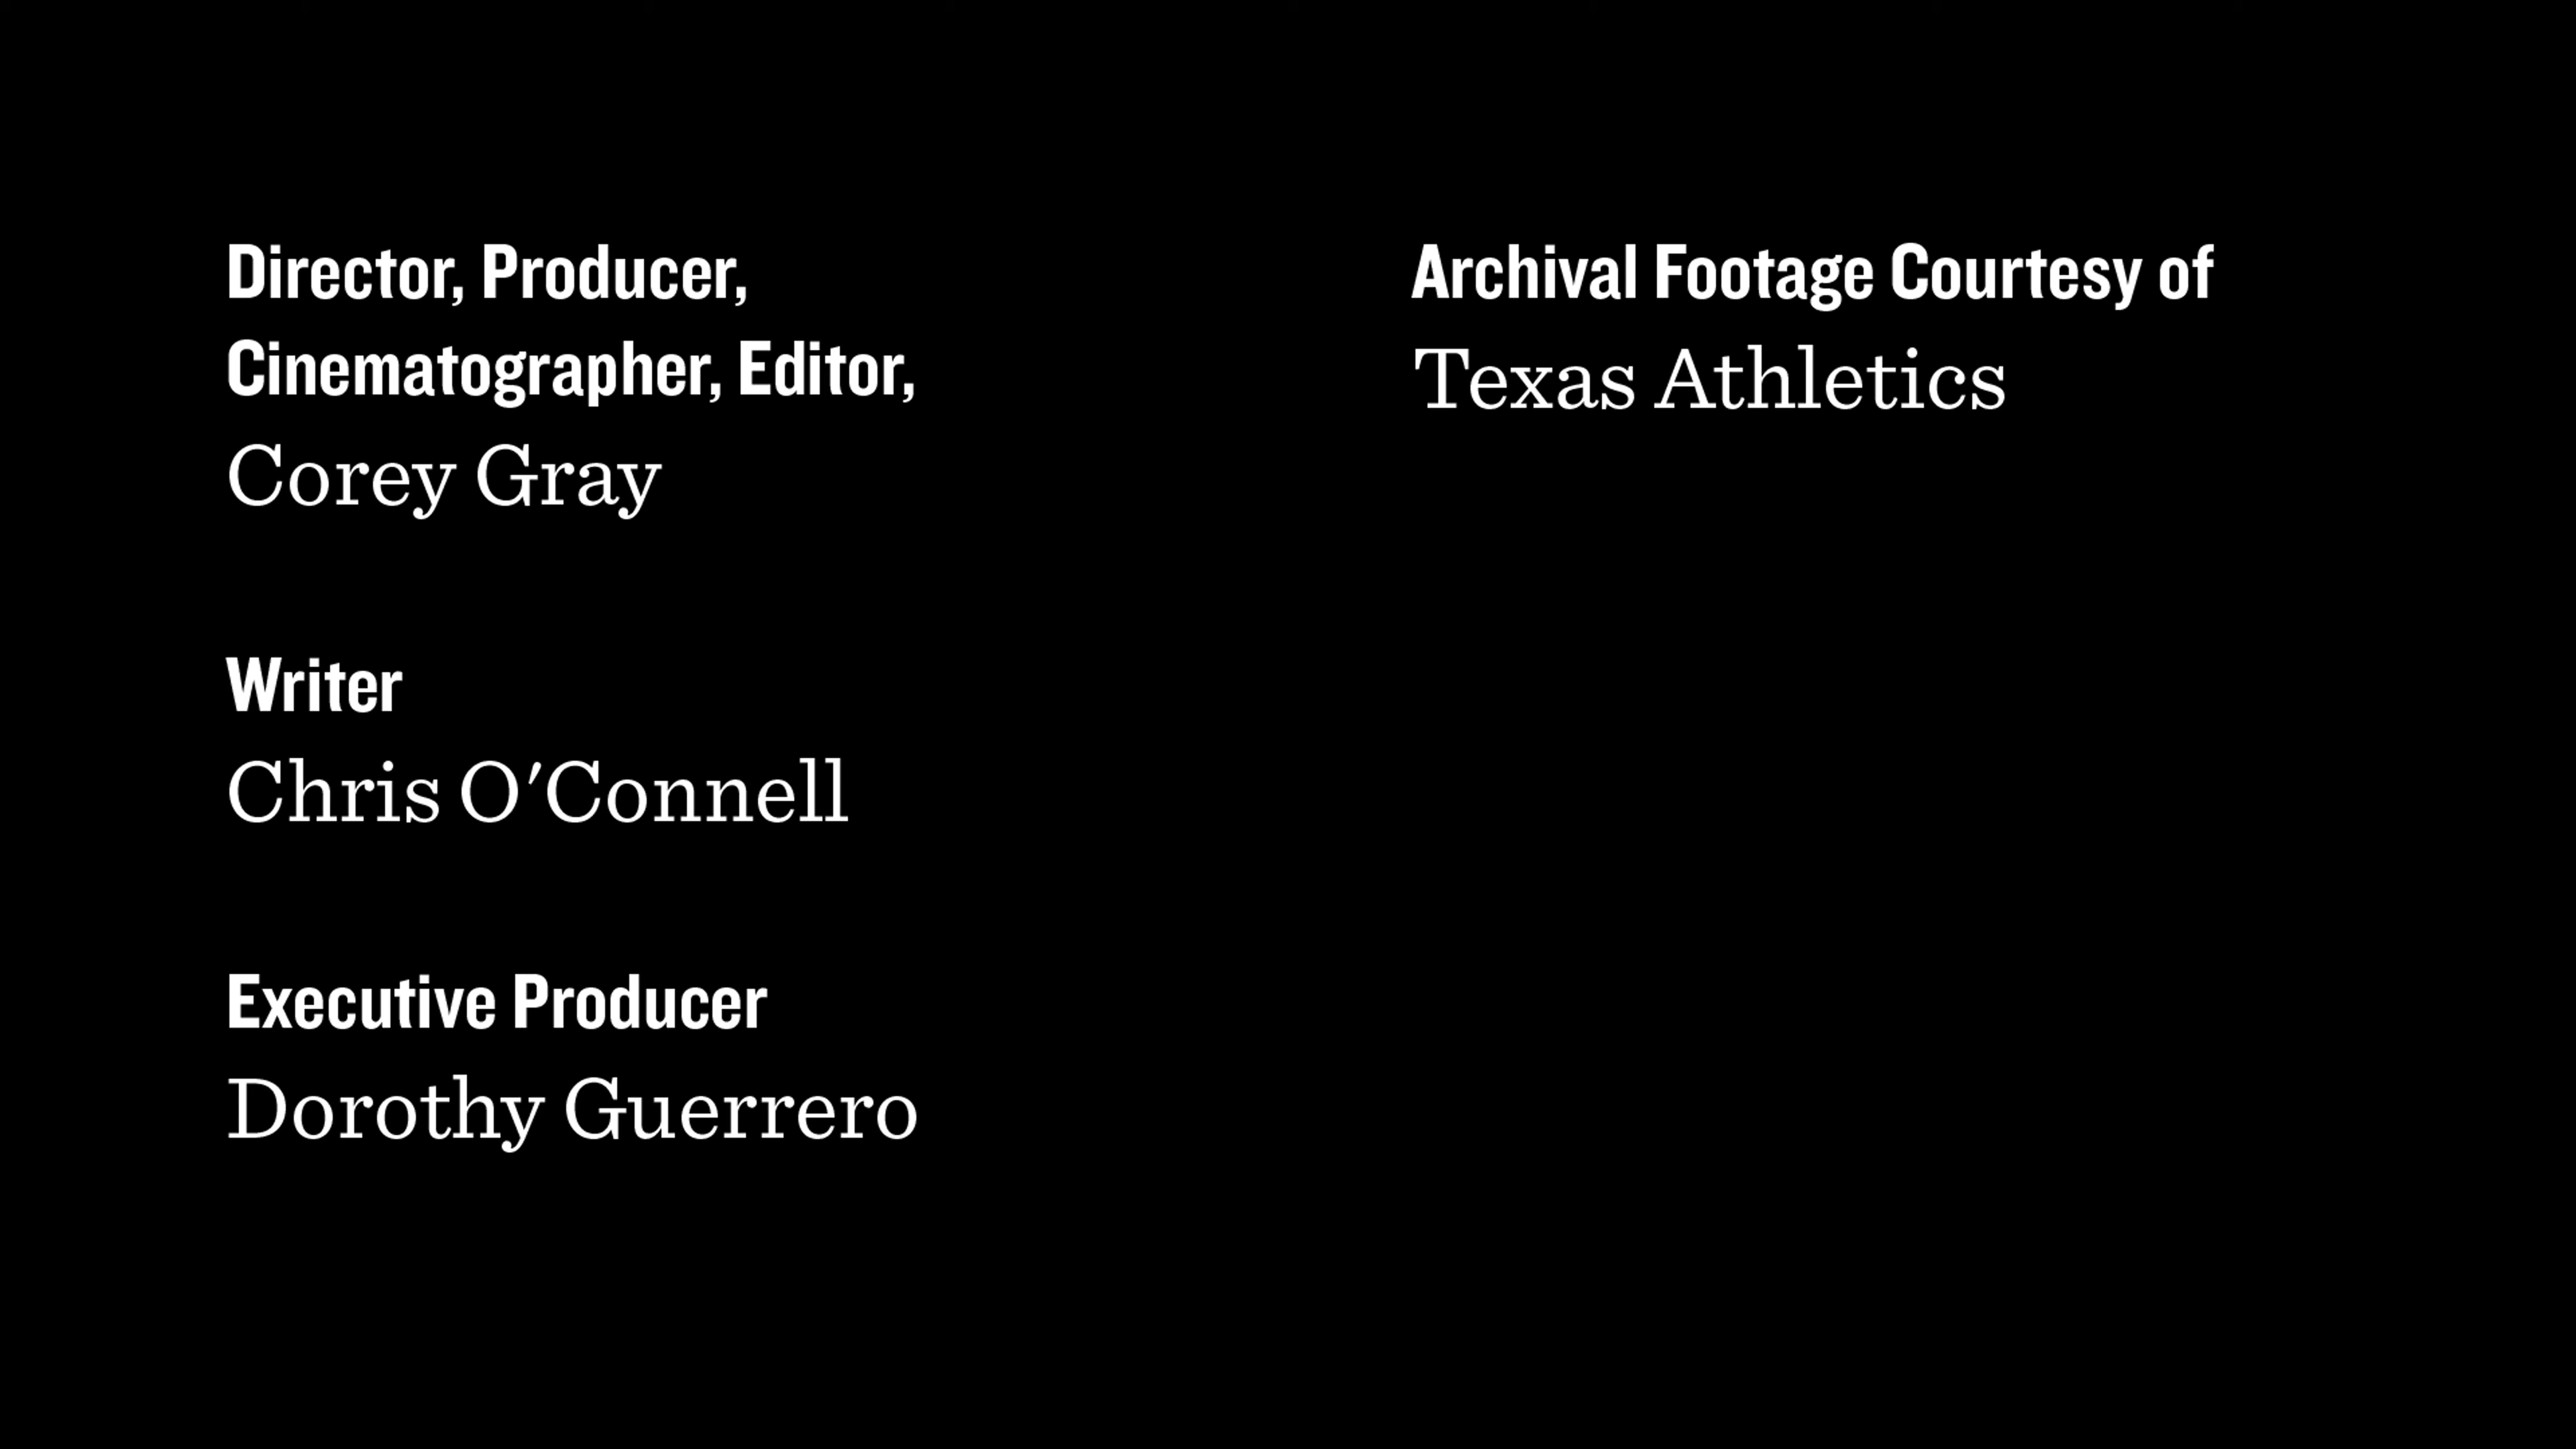 Director, Producer,
Cinematographer, Editor,
Corey Gray
Writer
Chris O'Connell
Executive Producer
Dorothy Guerrero
Archival Footage Courtesy of
Texas Athletics